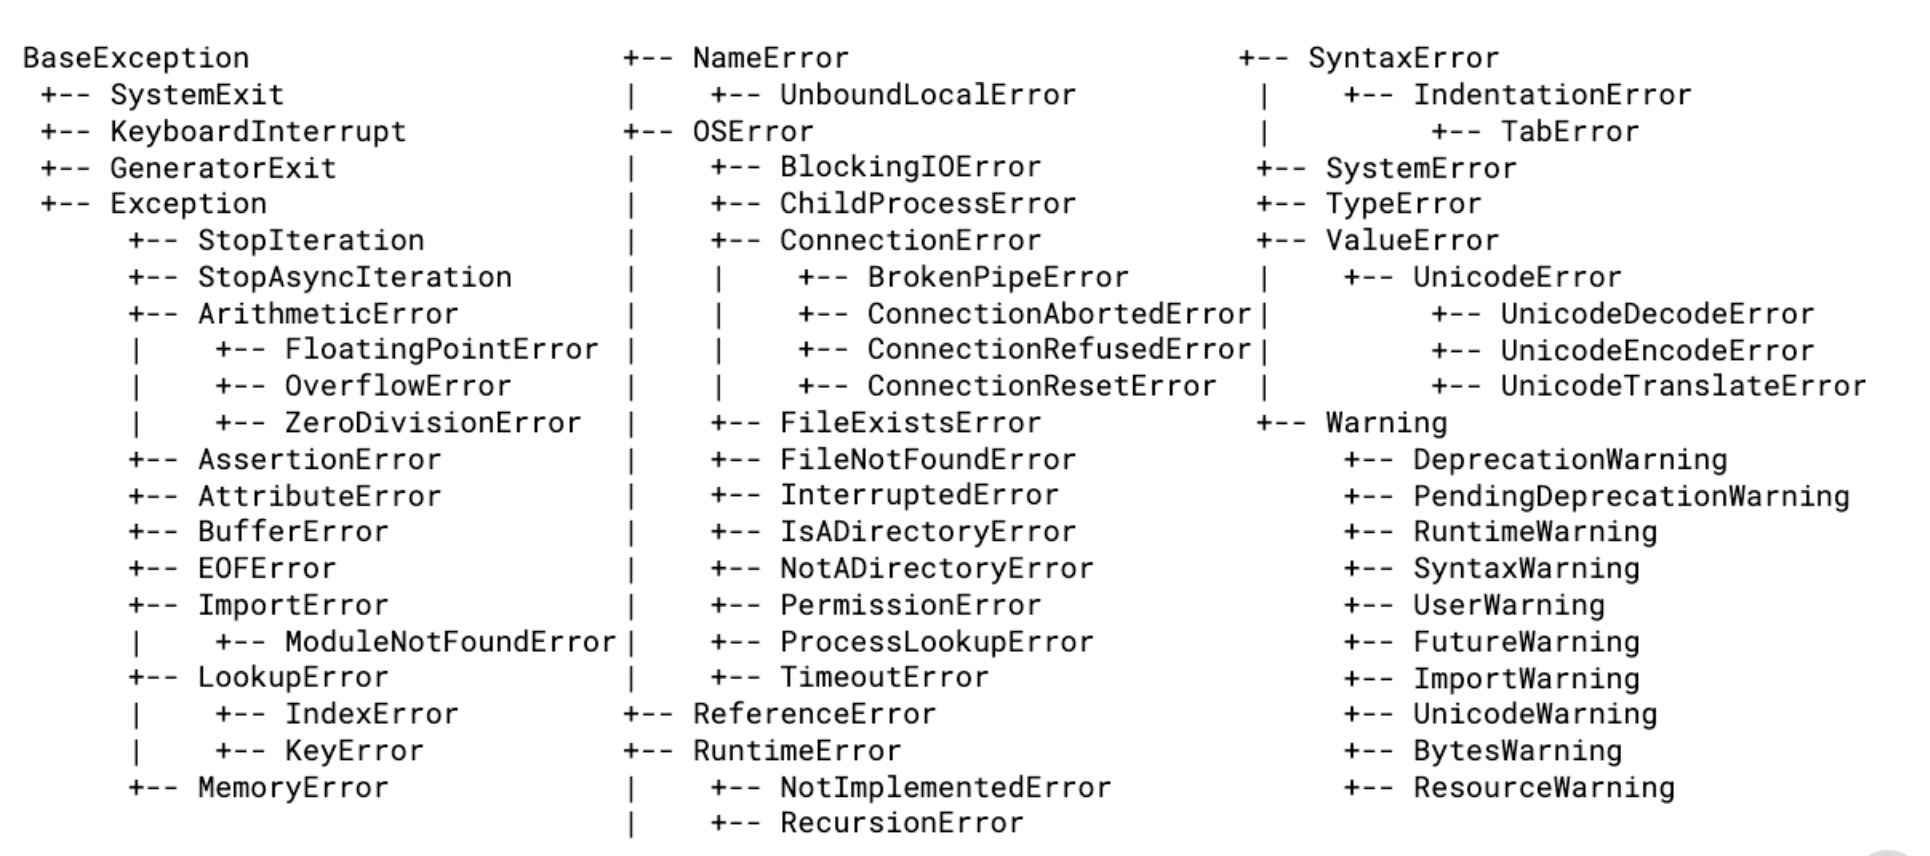 BaseException
+-- SystemExit
+-- KeyboardInterrupt
+-- GeneratorExit
+-- Exception
+-- StopIteration
+-- StopAsyncIteration
+-- ArithmeticError
|    +-- FloatingPointError
|    +-- OverflowError
|    +-- ZeroDivisionError
+-- AssertionError
+-- AttributeError
+-- BufferError
+-- EOFError
+-- ImportError
|    +-- ModuleNotFoundError
+-- LookupError
|    +-- IndexError
|    +-- KeyError
+-- MemoryError
+-- NameError
|    +-- UnboundLocalError
+-- OSError
|    +-- BlockingIOError
|    +-- ChildProcessError
|    +-- ConnectionError
|    |    +-- BrokenPipeError
|    |    +-- ConnectionAbortedError
|    |    +-- ConnectionRefusedError
|    |    +-- ConnectionResetError
|    +-- FileExistsError
|    +-- FileNotFoundError
|    +-- InterruptedError
|    +-- IsADirectoryError
|    +-- NotADirectoryError
|    +-- PermissionError
|    +-- ProcessLookupError
|    +-- TimeoutError
+-- ReferenceError
+-- RuntimeError
|    +-- NotImplementedError
|    +-- RecursionError
+-- SyntaxError
|    +-- IndentationError
|         +-- TabError
+-- SystemError
+-- TypeError
+-- ValueError
|    +-- UnicodeError
|         +-- UnicodeDecodeError
|         +-- UnicodeEncodeError
|         +-- UnicodeTranslateError
+-- Warning
+-- DeprecationWarning
+-- PendingDeprecationWarning
+-- RuntimeWarning
+-- SyntaxWarning
+-- UserWarning
+-- FutureWarning
+-- ImportWarning
+-- UnicodeWarning
+-- BytesWarning
+-- ResourceWarning